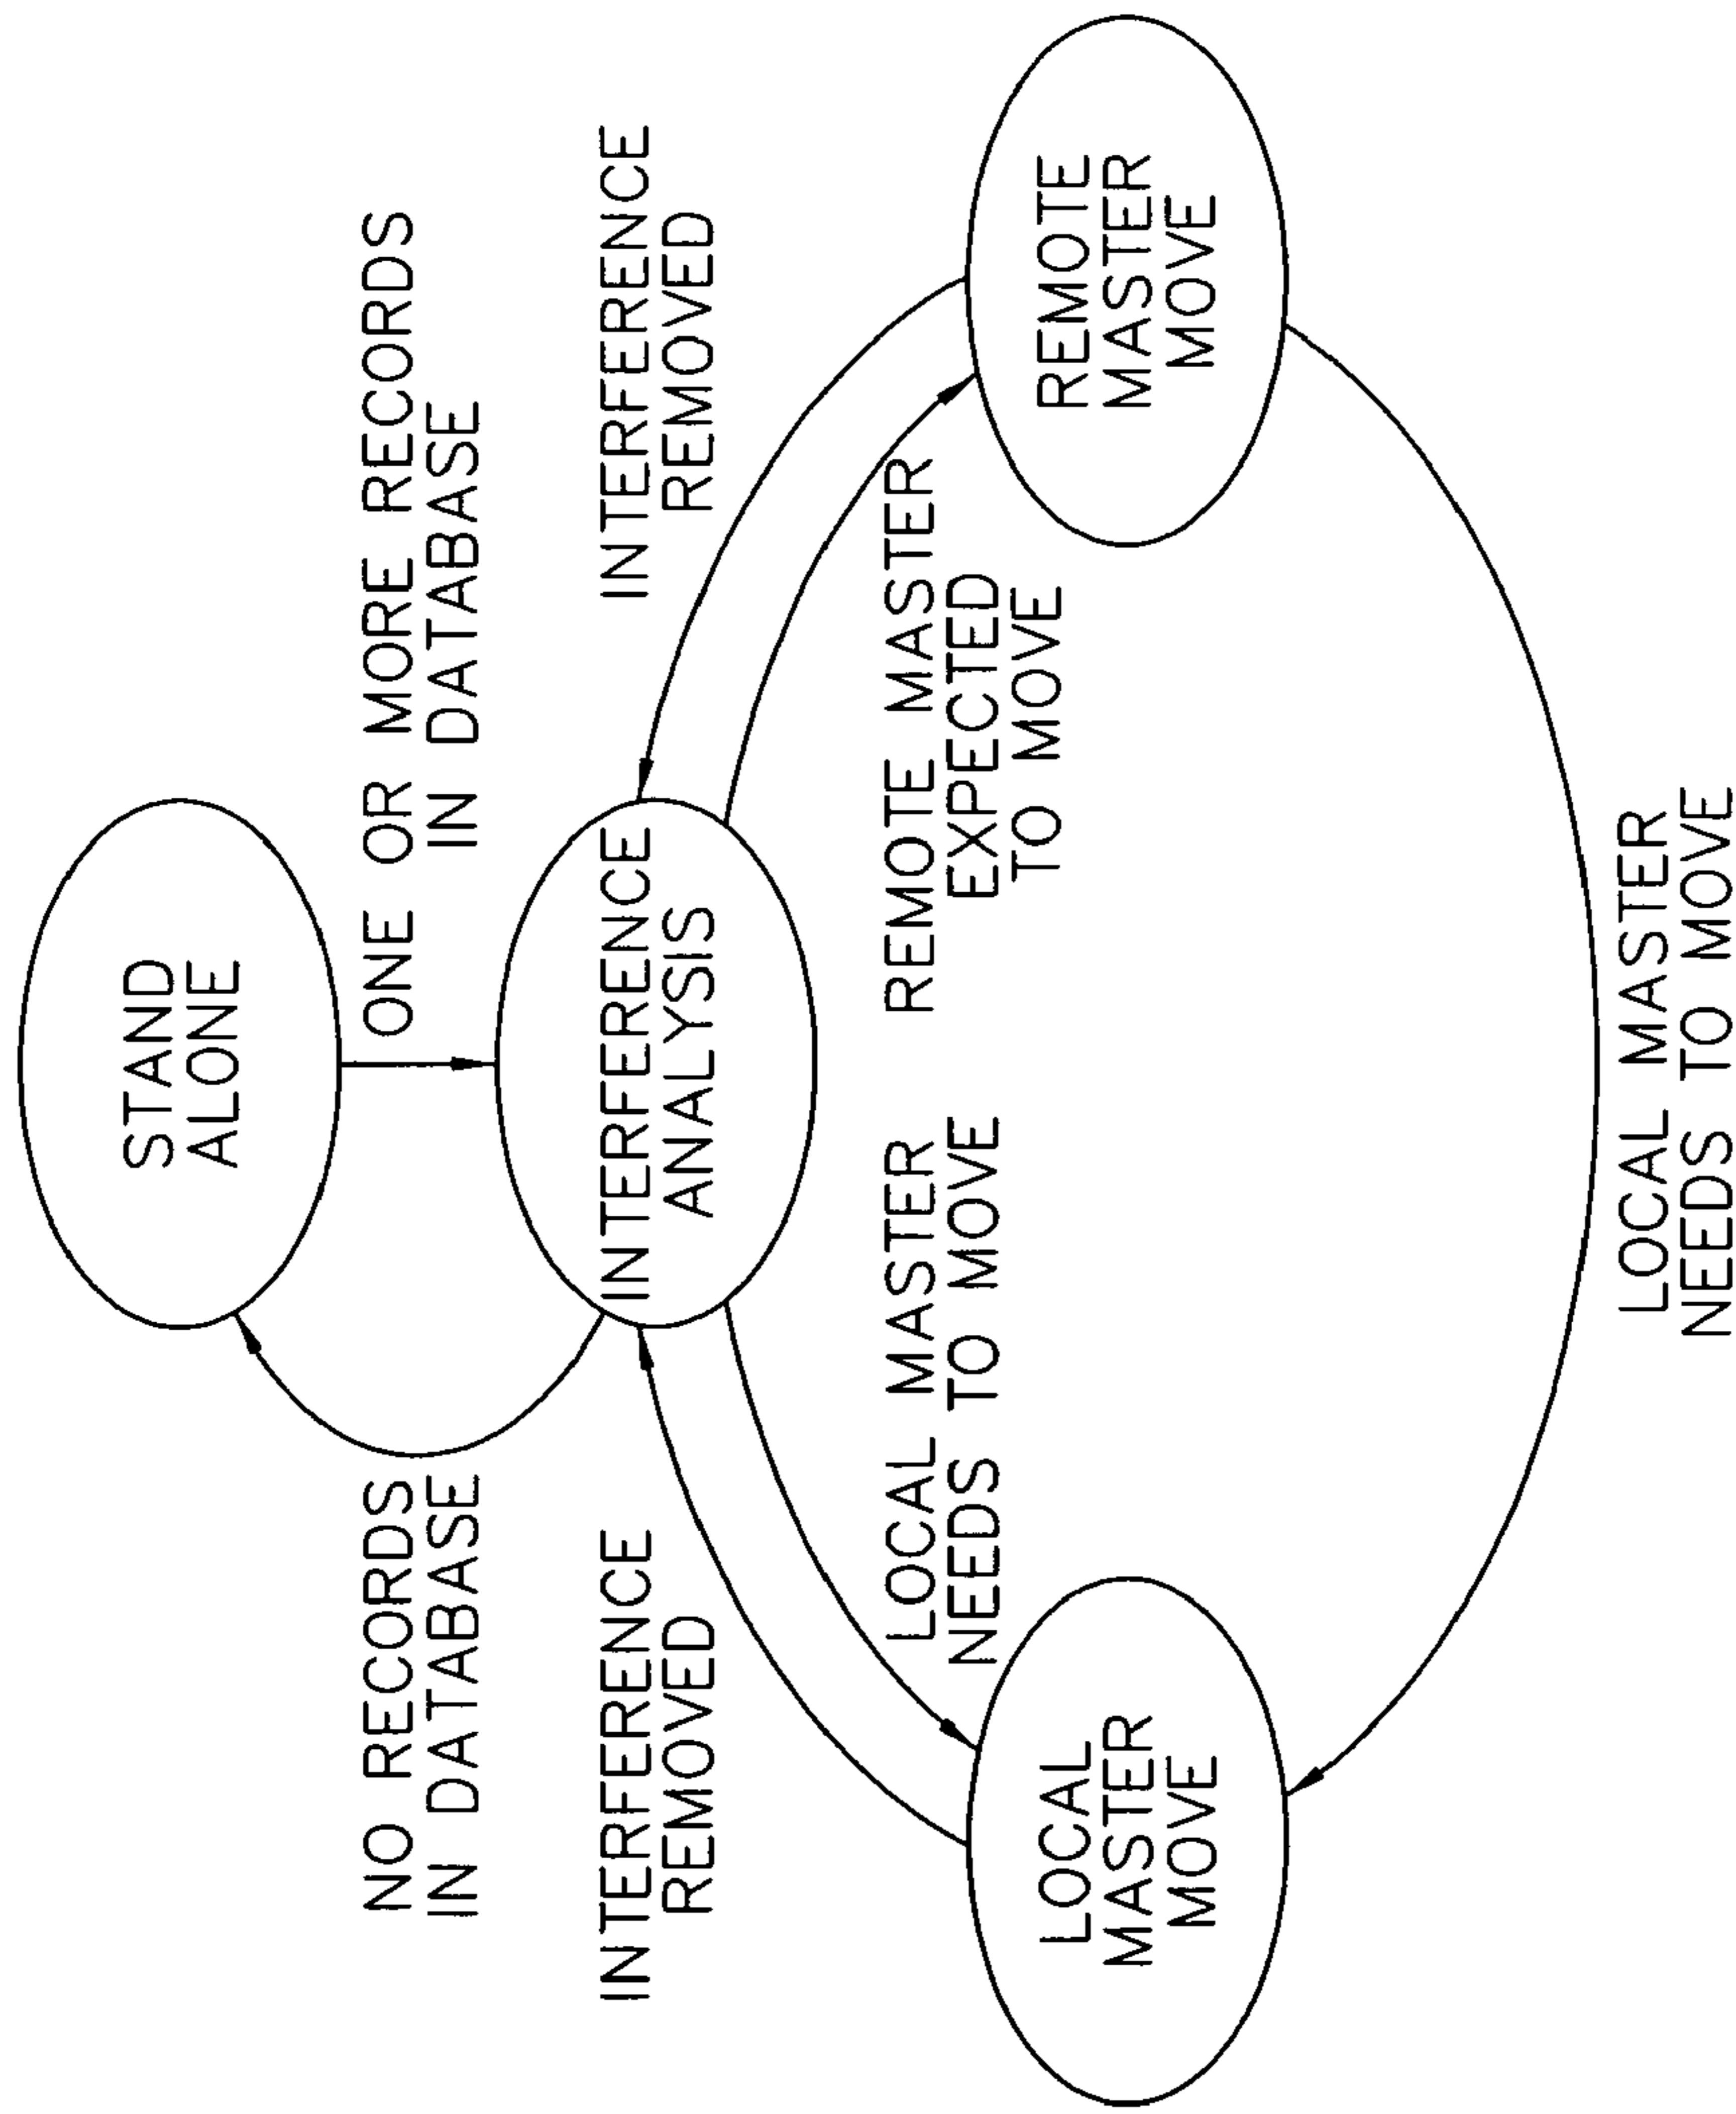 STAND
ALONE
NO RECORDS
IN DATABASE
ONE OR MORE RECORDS
IN DATABASE
INTERFERENCE
REMOVED
INTERFERENCE
ANALYSIS
INTERFERENCE
REMOVED
LOCAL MASTER
NEEDS TO MOVE
REMOTE MASTER
EXPECTED
TO MOVE
LOCAL
MASTER
MOVE
REMOTE
MASTER
MOVE
LOCAL MASTER
NEEDS TO MOVE